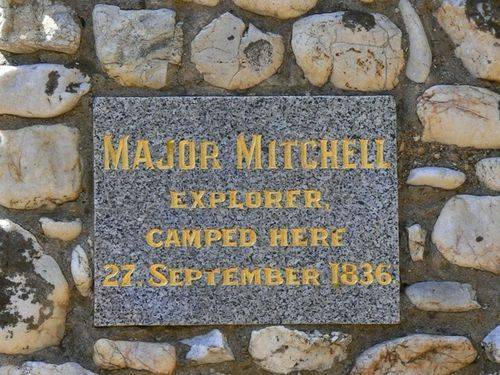 MAJOR MITCHELL
EXPLORER,
CAMPED HERE
27. SEPTEMBER 1836.